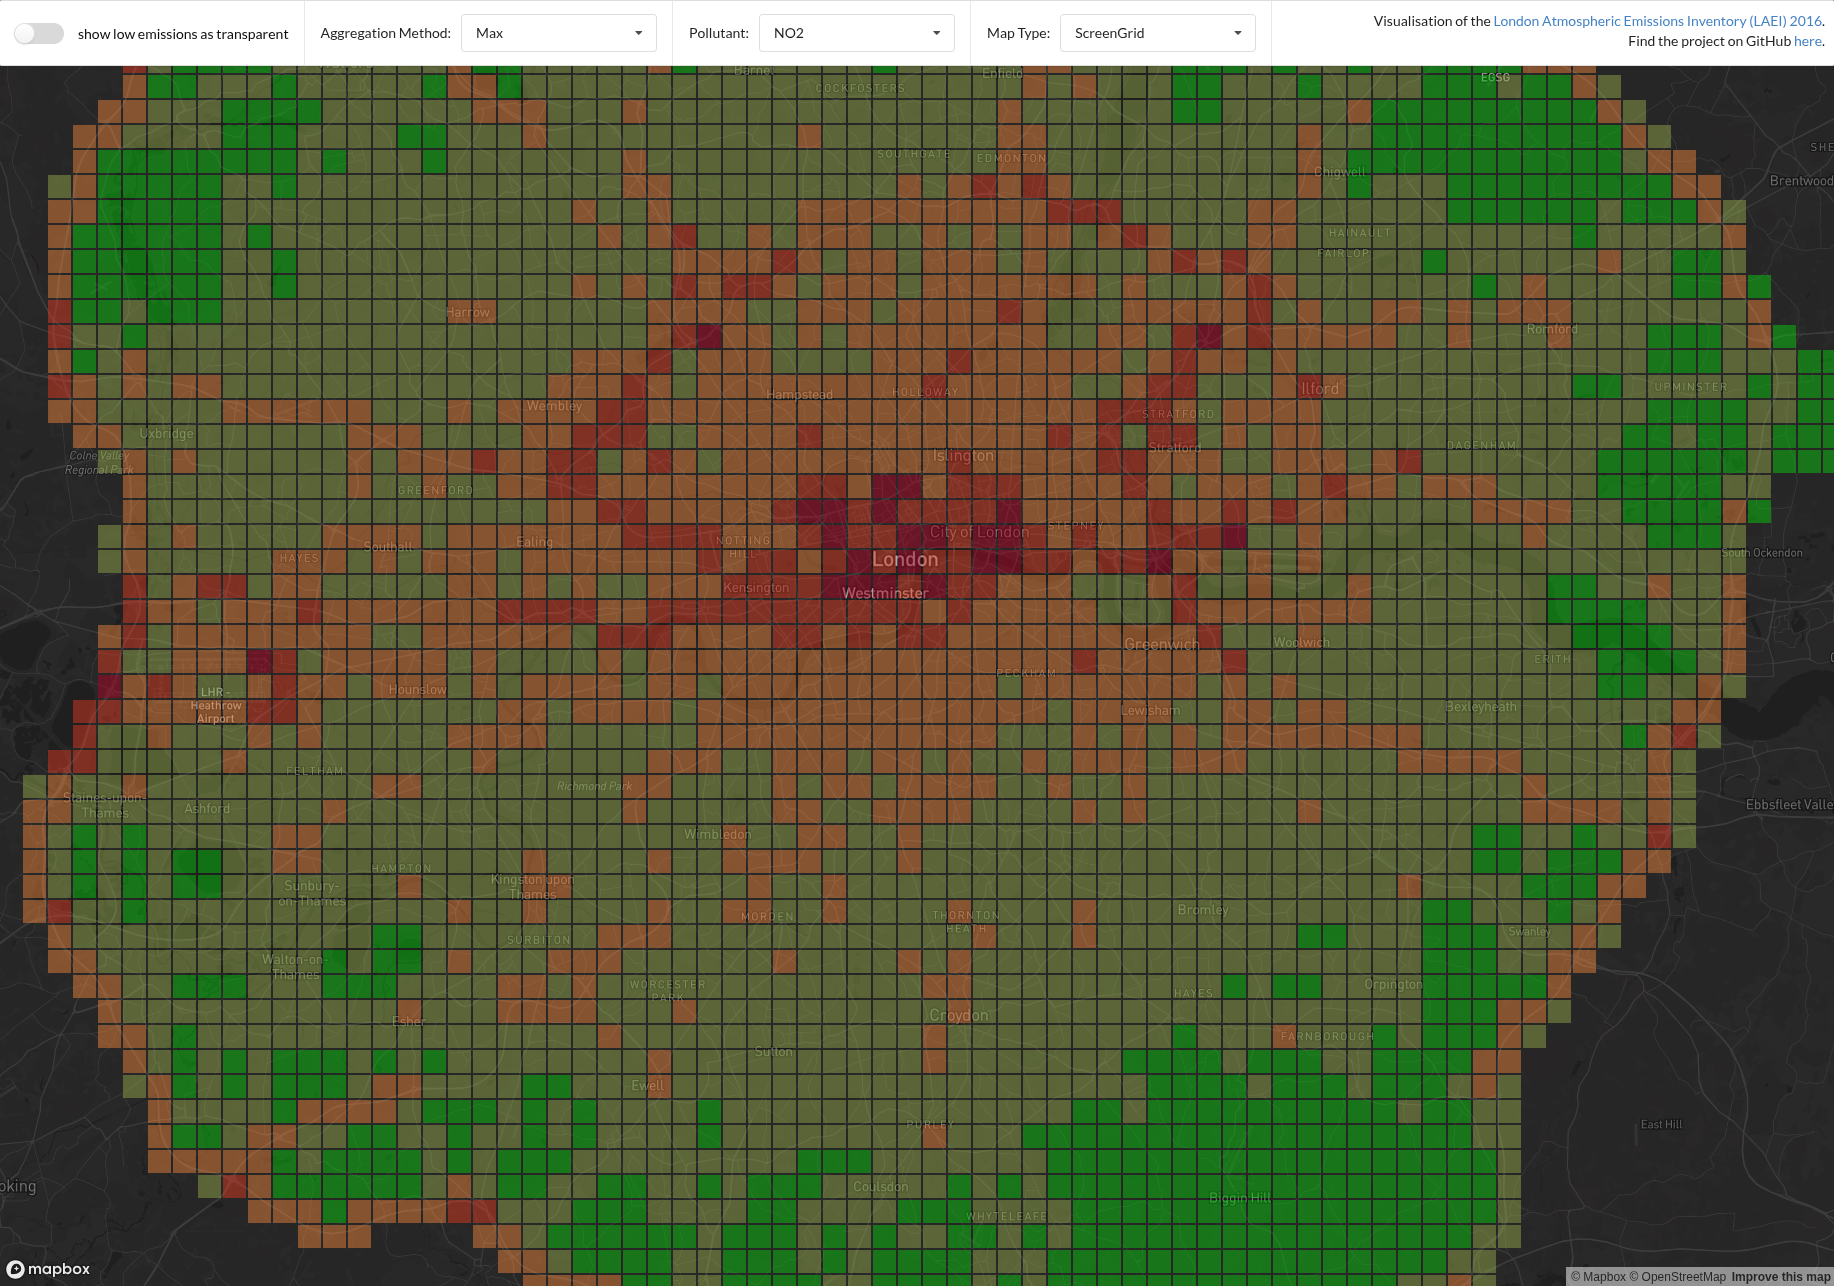 show low emissions as transparent
Aggregation Method:
Max
Pollutant:
NO2
Map Type:
ScreenGrid
Visualisation of the London Atmospheric Emissions Inventory (LAEI) 2016.
Find the project on GitHub here.
Enfield
EGSG
COCKFOSTERS
SOUTHGATE
EDMONTON
Chigwell
Brentwood
HAINAULT
FAIRLOP
Harrow
Romford
Hampstead
HOLLOWAY
Ilford
UPMINSTER
Wembley
STRATFORD
Uxbridge
Stratford
DAGENHAM
Colne Valley
Regional Park
Islington
GREENFORD
City of London
STEPNEY
NOTTING
HILL
Ealing
Southall
HAYES
London
South Ockendon
Kensington
Westminster
Greenwich
Woolwich
ERITH
PECKHAM
LHR -
Heathrow
Airport
Hounslow
Lewisham
Bexleyheath
FELTHAM
Richmond Park
Staines-upon-
Thames
Ashford
Ebbsfleet Valle
Wimbledon
HAMPTON
Sunbury-
on-Thames
Kingston upon
Thames
MORDEN
THORNTON
HEATH
Bromley
Swanley
SURBITON
Walton-on-
Thames
WORCESTER
PARK
HAYES
Orpington
Esher
Croydon
FARNBOROUGH
Sutton
Ewell
PURLEY
East Hill
oking
Coulsdon
Biggin Hill
WHYTELEAFE
mapbox
© Mapbox © OpenStreetMap Improve this map